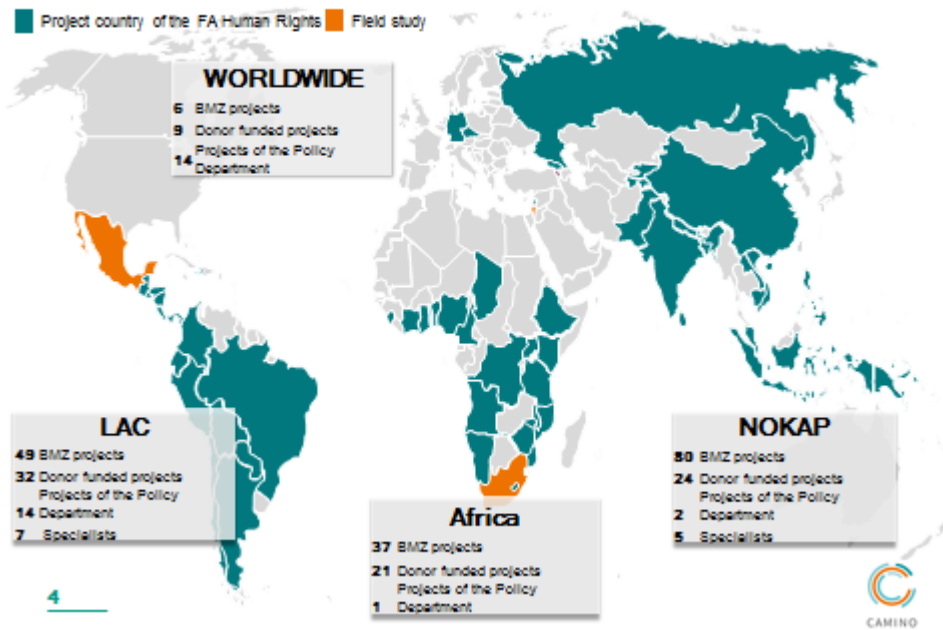 Project country of the FA Human Rights
Field study
WORLDWIDE
6 BMZ projects
9 Donor funded projects
Projects of the Policy
14 Department
LAC
49 BMZ projects
32 Donor funded projects
Projects of the Policy
14 Department
7 Specialists
Africa
37 BMZ projects
21 Donor funded projects
Projects of the Policy
1 Department
NOKAP
80 BMZ projects
24 Donor funded projects
Projects of the Policy
2 Department
5 Specialists
4
CAMINO